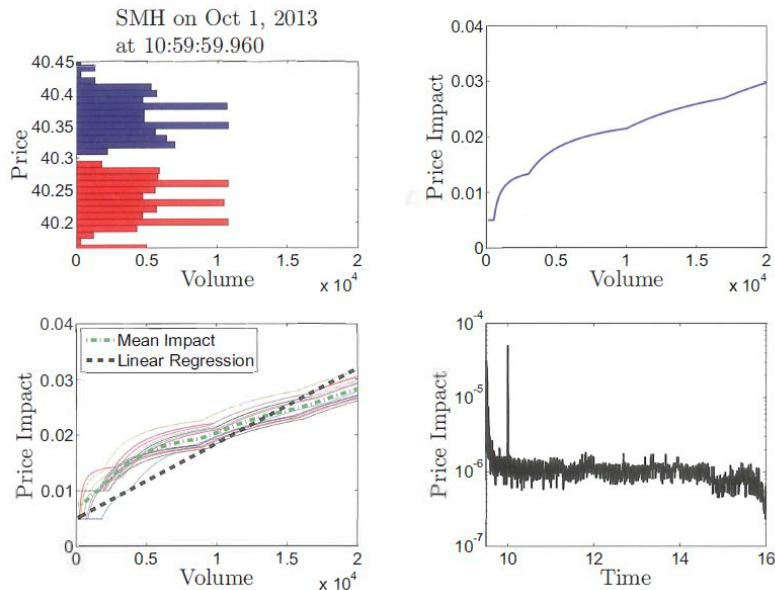 SMH on Oct 1, 2013
at 10:59:59.960
40.45
40.4
40.35
40.3
40.25
40.2
Price
0 0.5 1 1.5 2
Volume x 10^4
0.04
0.03
0.02
0.01
0
Price Impact
0 0.5 1 1.5 2
Volume x 10^4
0.04
0.03
0.02
0.01
0
Price Impact
Mean Impact
Linear Regression
0 0.5 1 1.5 2
Volume x 10^4
10^-4
10^-5
10^-6
10^-7
Price Impact
10 12 14 16
Time